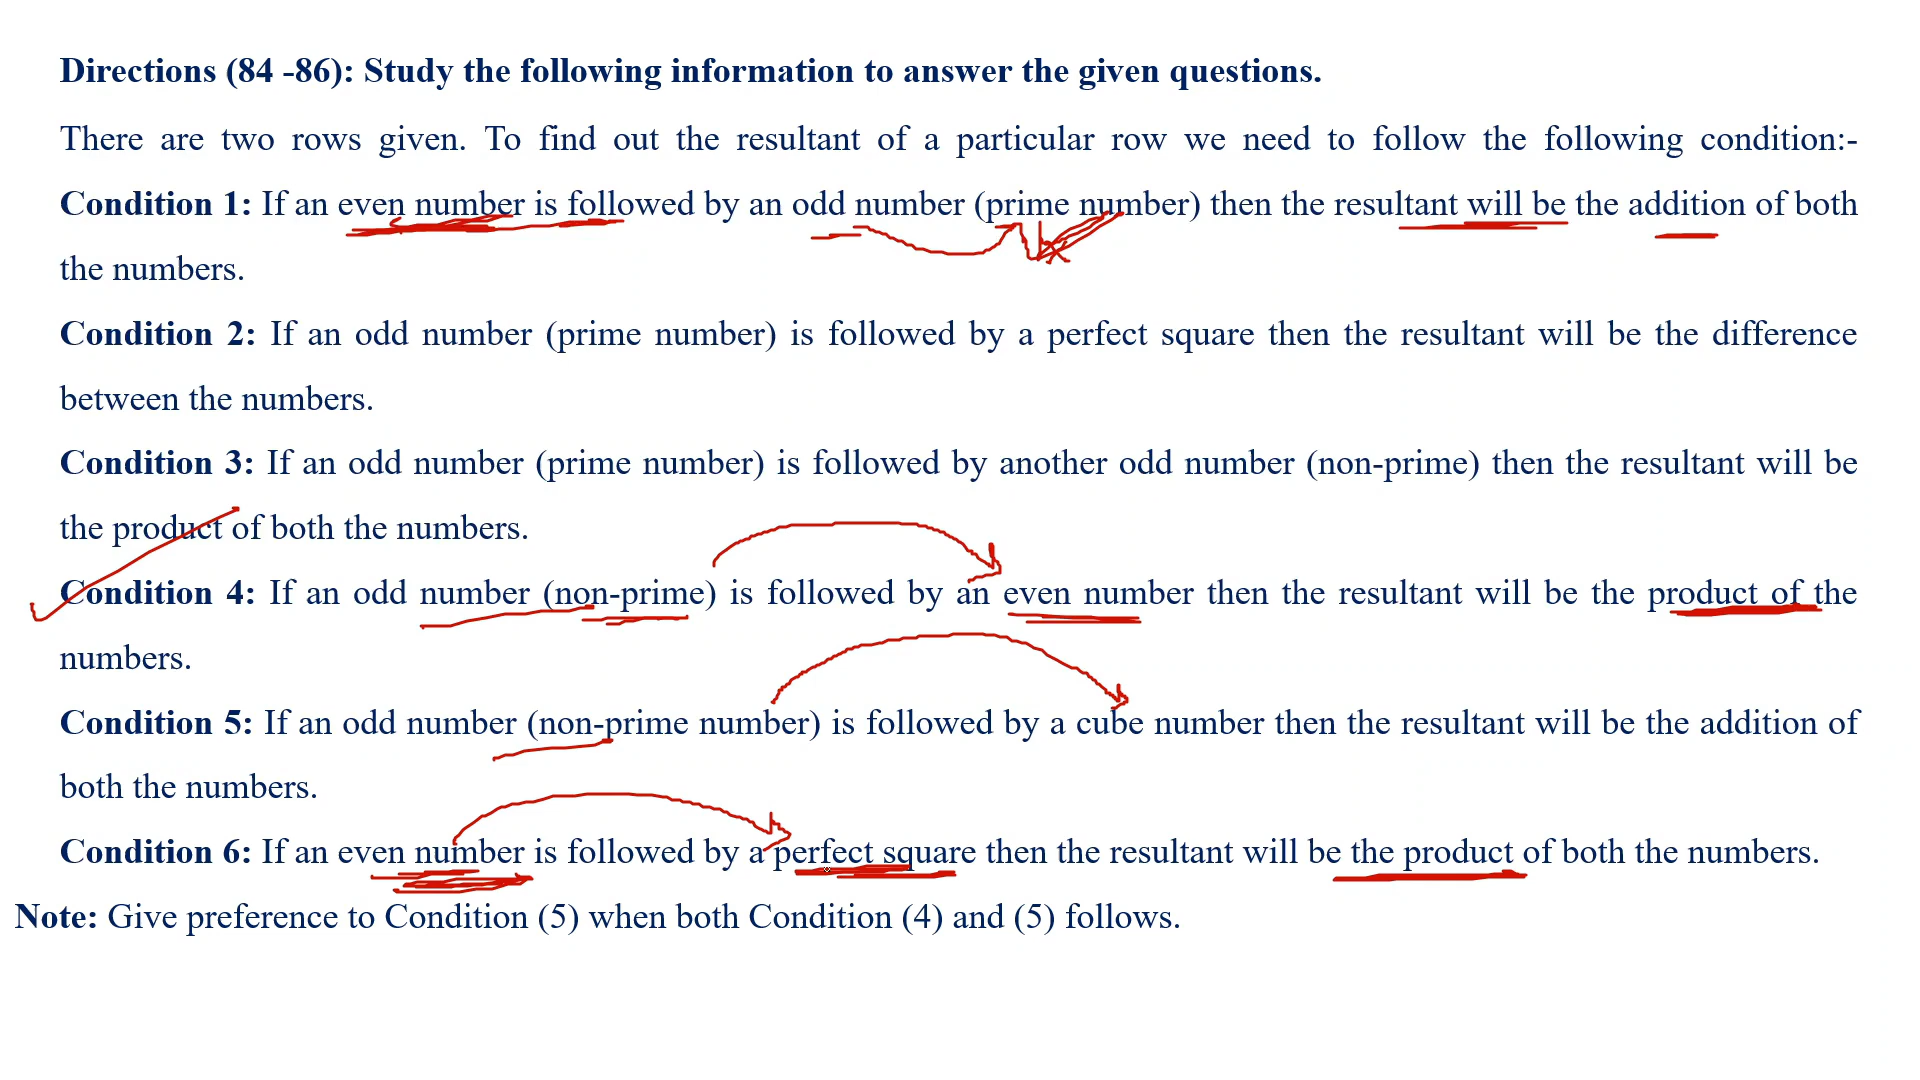 Directions (84 -86): Study the following information to answer the given questions.
There are two rows given. To find out the resultant of a particular row we need to follow the following condition:-
Condition 1: If an even number is followed by an odd number (prime number) then the resultant will be the addition of both
the numbers.
Condition 2: If an odd number (prime number) is followed by a perfect square then the resultant will be the difference
between the numbers.
Condition 3: If an odd number (prime number) is followed by another odd number (non-prime) then the resultant will be
the product of both the numbers.
Condition 4: If an odd number (non-prime) is followed by an even number then the resultant will be the product of the
numbers.
Condition 5: If an odd number (non-prime number) is followed by a cube number then the resultant will be the addition of
both the numbers.
Condition 6: If an even number is followed by a perfect square then the resultant will be the product of both the numbers.
Note: Give preference to Condition (5) when both Condition (4) and (5) follows.